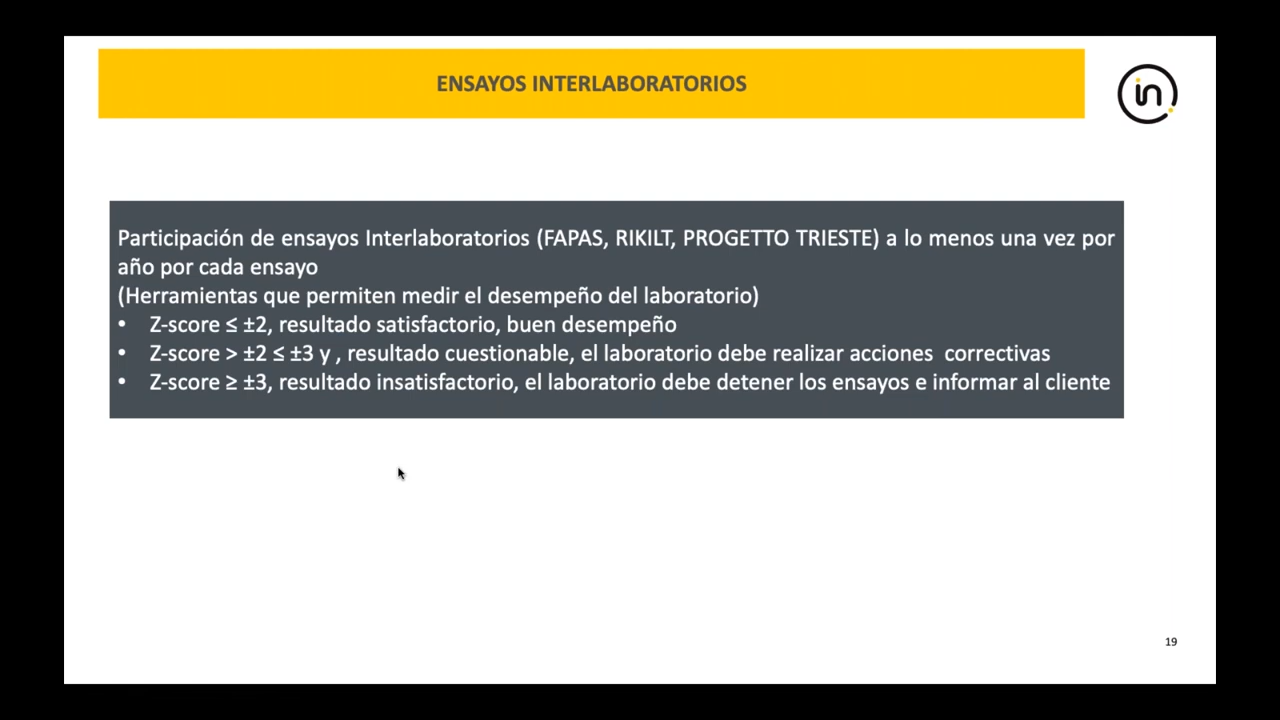 ENSAYOS INTERLABORATORIOS
in
Participación de ensayos Interlaboratorios (FAPAS, RIKILT, PROGETTO TRIESTE) a lo menos una vez por
año por cada ensayo
(Herramientas que permiten medir el desempeño del laboratorio)
• Z-score ≤ ±2, resultado satisfactorio, buen desempeño
• Z-score > ±2 ≤ ±3 y , resultado cuestionable, el laboratorio debe realizar acciones  correctivas
• Z-score ≥ ±3, resultado insatisfactorio, el laboratorio debe detener los ensayos e informar al cliente
19